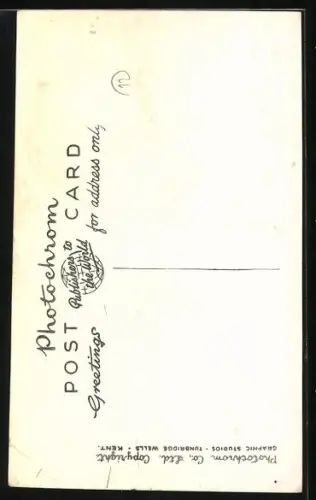 Photochrom
POST CARD
Publishers to
the World
Greetings for address only
Photochrom Co. Ltd. Copyright
GRAPHIC STUDIOS · TUNBRIDGE WELLS · KENT.